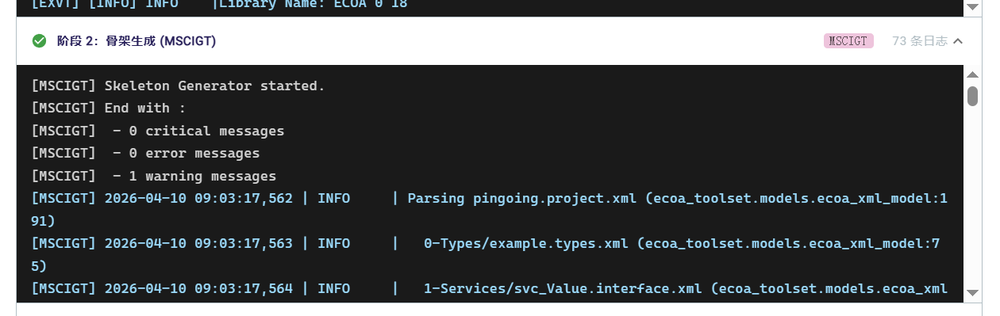 [EXVT] [INFO] INFO     |Library Name: ECOA 0 18
阶段 2：骨架生成 (MSCIGT)
MSCIGT
73 条日志
[MSCIGT] Skeleton Generator started.
[MSCIGT] End with :
[MSCIGT]  - 0 critical messages
[MSCIGT]  - 0 error messages
[MSCIGT]  - 1 warning messages
[MSCIGT] 2026-04-10 09:03:17,562 | INFO     | Parsing pingoing.project.xml (ecoa_toolset.models.ecoa_xml_model:1
91)
[MSCIGT] 2026-04-10 09:03:17,563 | INFO     |   0-Types/example.types.xml (ecoa_toolset.models.ecoa_xml_model:7
5)
[MSCIGT] 2026-04-10 09:03:17,564 | INFO     |   1-Services/svc_Value.interface.xml (ecoa_toolset.models.ecoa_xml